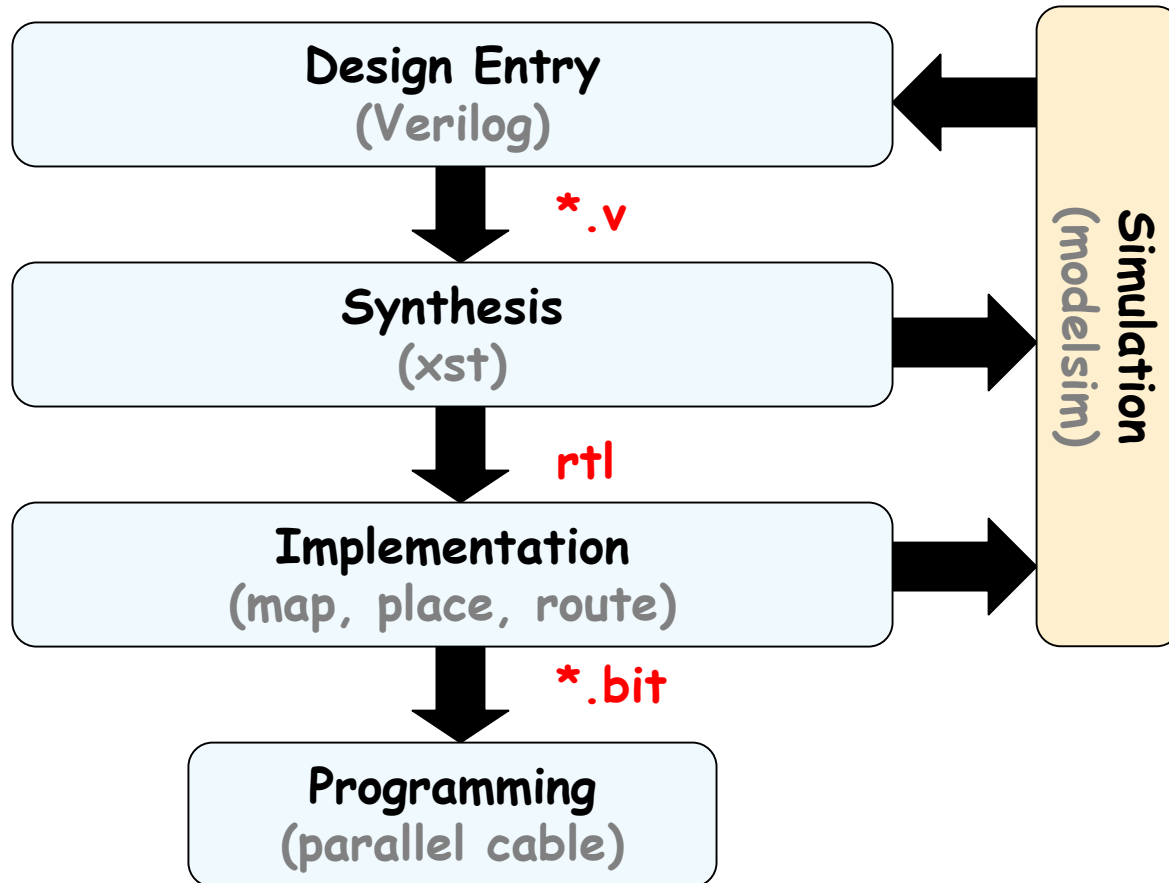 Design Entry
(Verilog)
*.v
Synthesis
(xst)
rtl
Implementation
(map, place, route)
*.bit
Programming
(parallel cable)
Simulation
(modelsim)